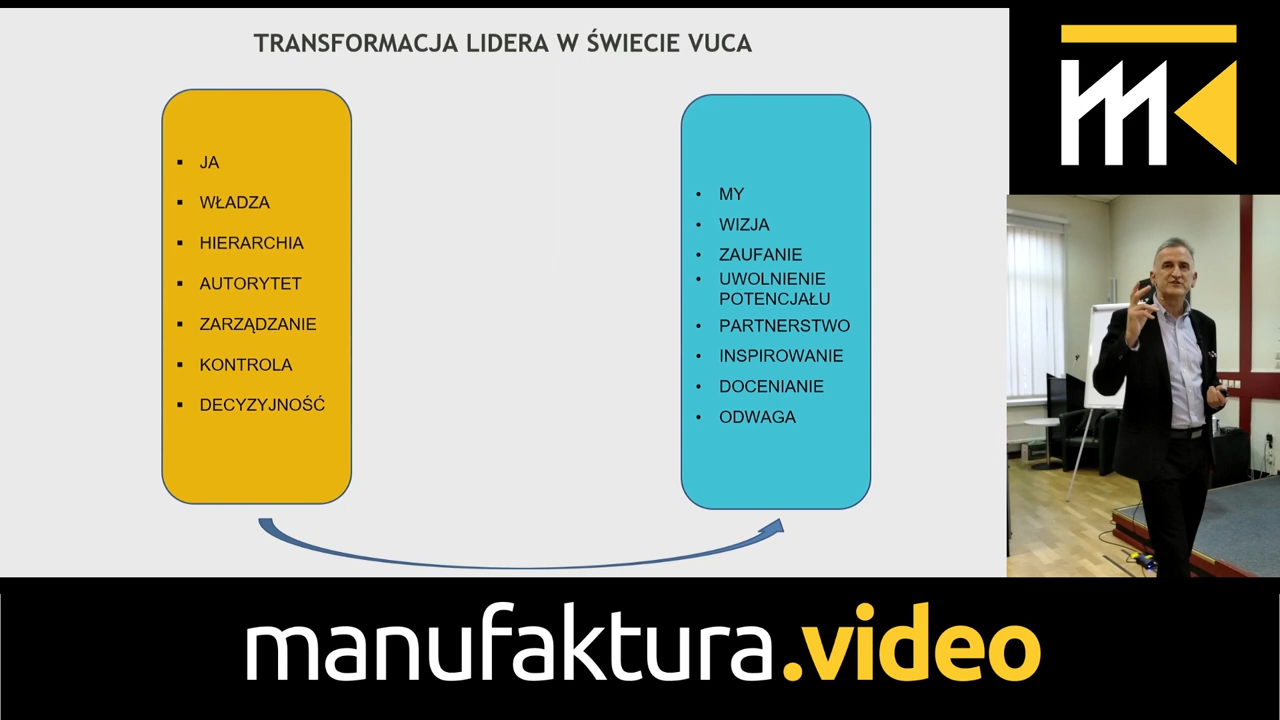 TRANSFORMACJA LIDERA W ŚWIECIE VUCA
JA
WŁADZA
HIERARCHIA
AUTORYTET
ZARZĄDZANIE
KONTROLA
DECYZYJNOŚĆ
MY
WIZJA
ZAUFANIE
UWOLNIENIE
POTENCJAŁU
PARTNERSTWO
INSPIROWANIE
DOCENIANIE
ODWAGA
manufaktura.video